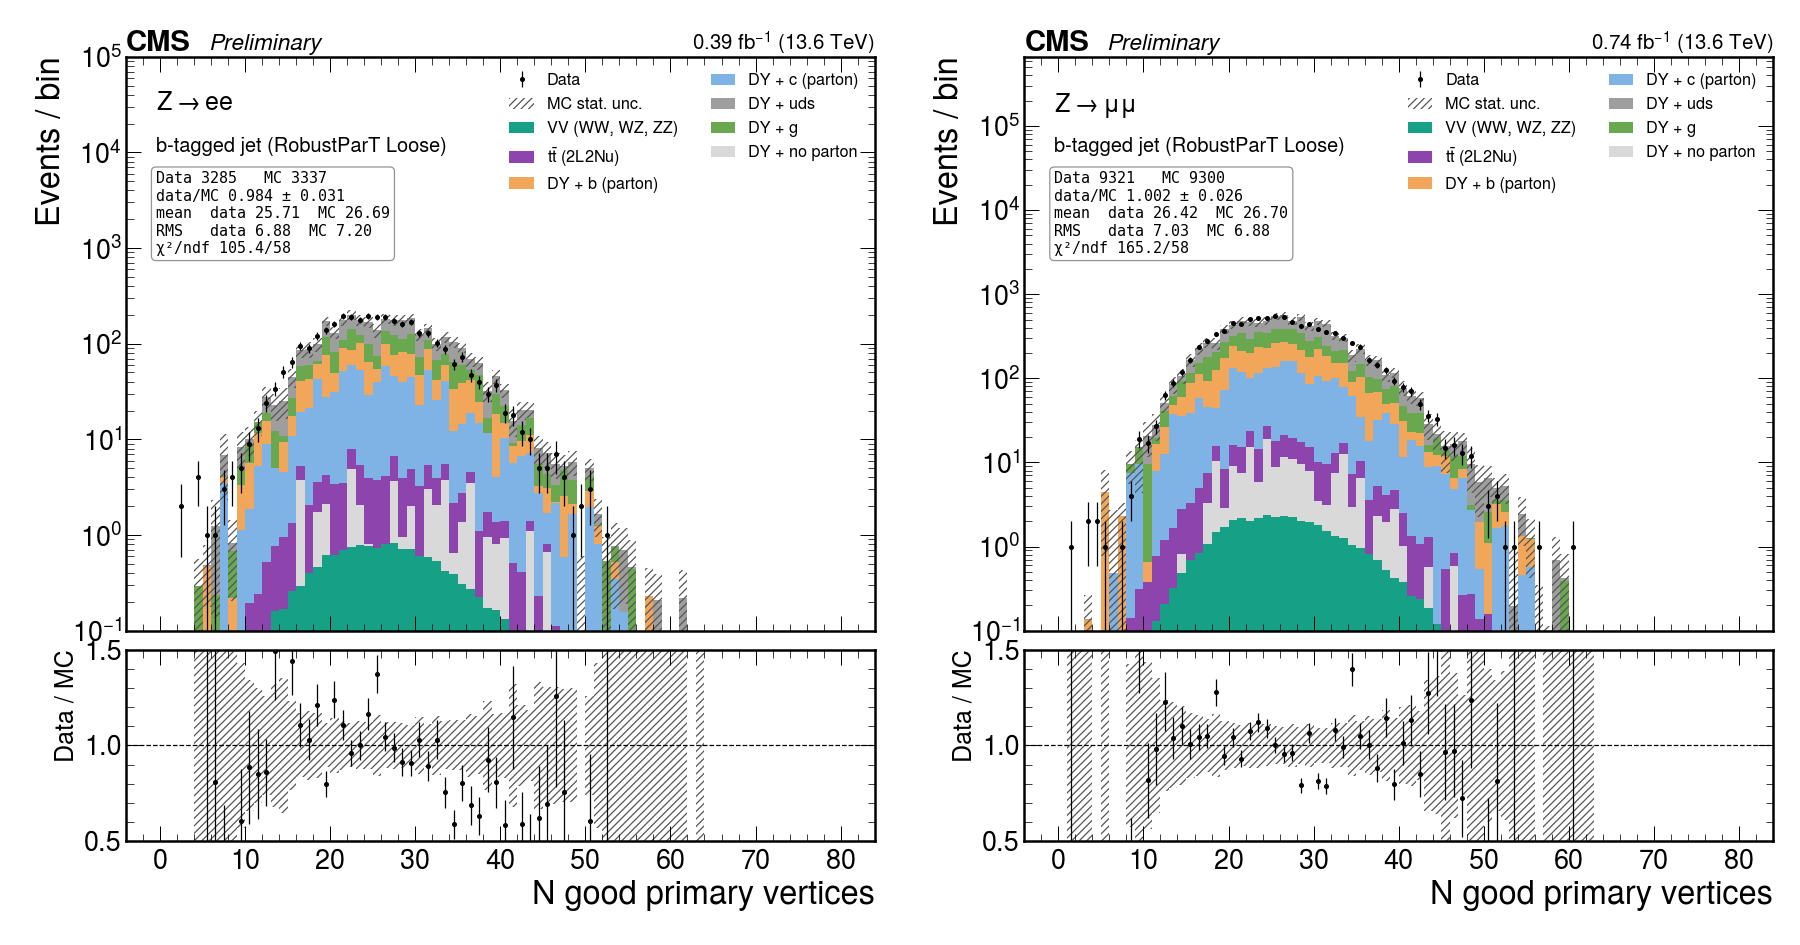 CMS Preliminary 0.39 fb⁻¹ (13.6 TeV)
Events / bin
10⁵
10⁴
10³
10²
10¹
10⁰
10⁻¹
Z → ee
b-tagged jet (RobustParT Loose)
Data 3285 MC 3337
data/MC 0.984 ± 0.031
mean data 25.71 MC 26.69
RMS data 6.88 MC 7.20
χ²/ndf 105.4/58
Data
MC stat. unc.
VV (WW, WZ, ZZ)
tt̄ (2L2Nu)
DY + b (parton)
DY + c (parton)
DY + uds
DY + g
DY + no parton
Data / MC
1.5
1.0
0.5
0 10 20 30 40 50 60 70 80
N good primary vertices
CMS Preliminary 0.74 fb⁻¹ (13.6 TeV)
Events / bin
10⁵
10⁴
10³
10²
10¹
10⁰
10⁻¹
Z → μμ
b-tagged jet (RobustParT Loose)
Data 9321 MC 9300
data/MC 1.002 ± 0.026
mean data 26.42 MC 26.70
RMS data 7.03 MC 6.88
χ²/ndf 165.2/58
Data
MC stat. unc.
VV (WW, WZ, ZZ)
tt̄ (2L2Nu)
DY + b (parton)
DY + c (parton)
DY + uds
DY + g
DY + no parton
Data / MC
1.5
1.0
0.5
0 10 20 30 40 50 60 70 80
N good primary vertices